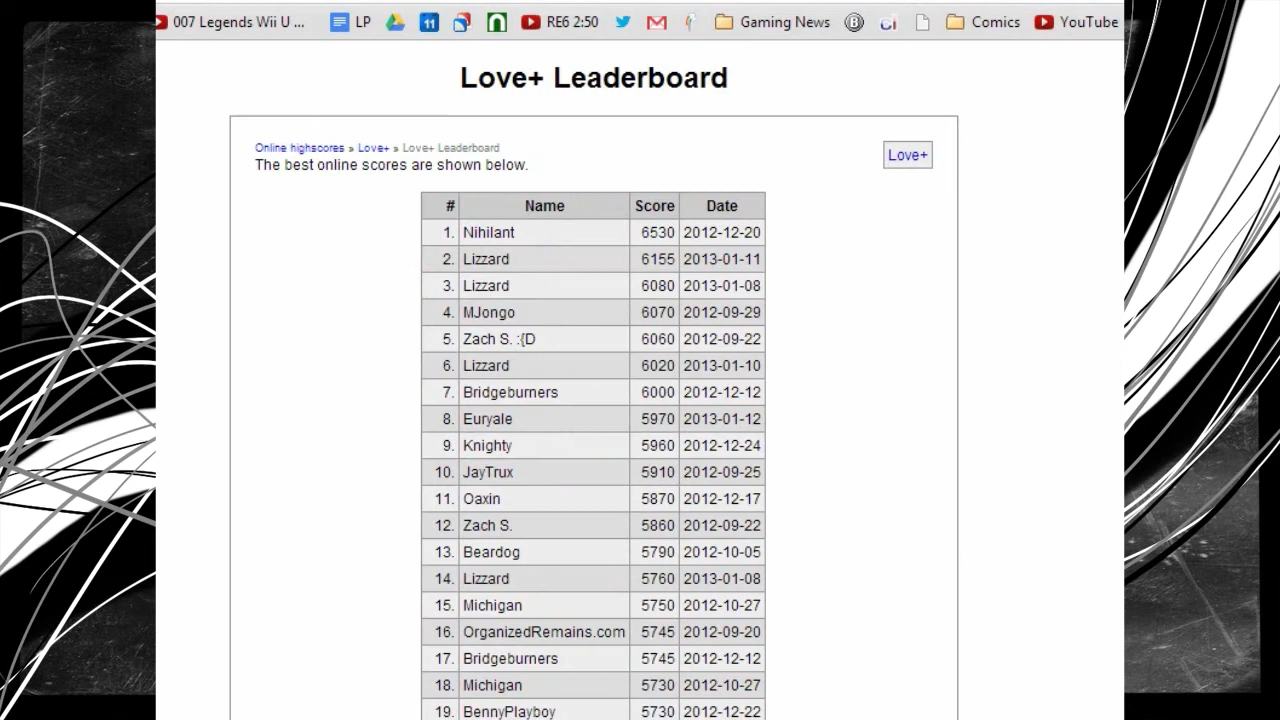 007 Legends Wii U ... LP 11 RE6 2:50 Gaming News Comics YouTube
Love+ Leaderboard
Online highscores » Love+ » Love+ Leaderboard
Love+
The best online scores are shown below.
# Name Score Date
1. Nihilant 6530 2012-12-20
2. Lizzard 6155 2013-01-11
3. Lizzard 6080 2013-01-08
4. MJongo 6070 2012-09-29
5. Zach S. :{D 6060 2012-09-22
6. Lizzard 6020 2013-01-10
7. Bridgeburners 6000 2012-12-12
8. Euryale 5970 2013-01-12
9. Knighty 5960 2012-12-24
10. JayTrux 5910 2012-09-25
11. Oaxin 5870 2012-12-17
12. Zach S. 5860 2012-09-22
13. Beardog 5790 2012-10-05
14. Lizzard 5760 2013-01-08
15. Michigan 5750 2012-10-27
16. OrganizedRemains.com 5745 2012-09-20
17. Bridgeburners 5745 2012-12-12
18. Michigan 5730 2012-10-27
19. BennyPlayboy 5730 2012-12-22